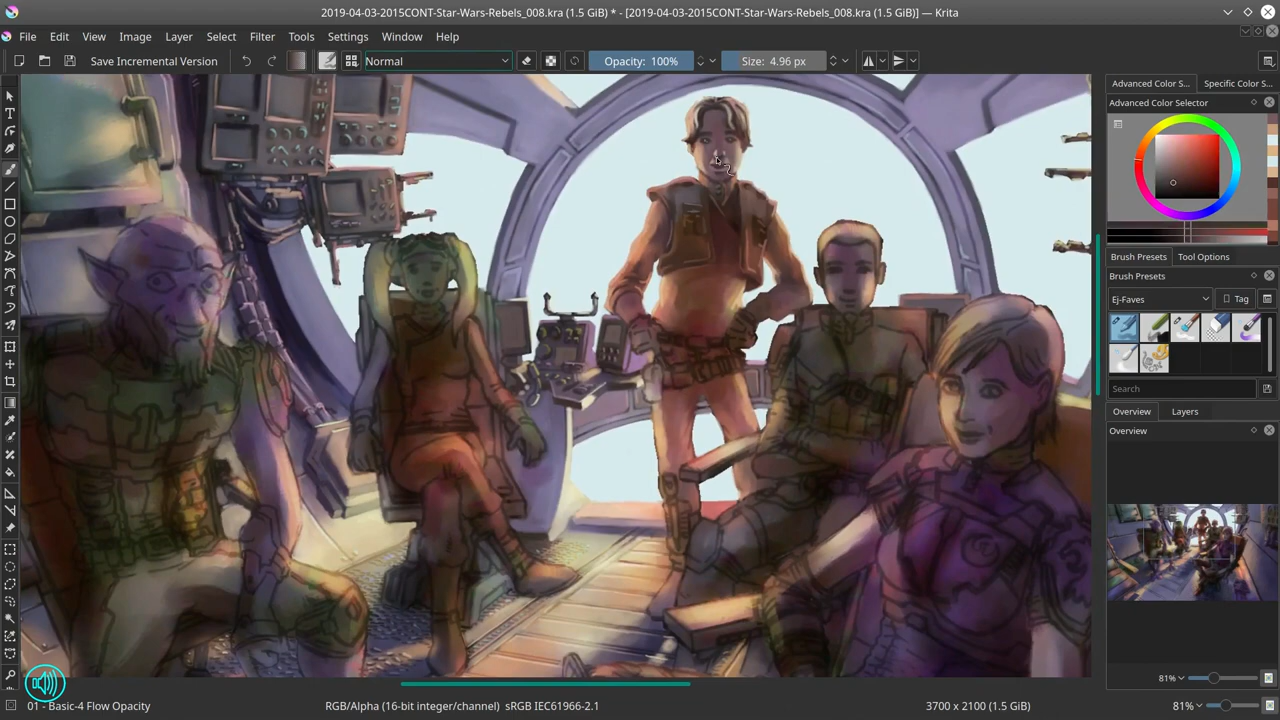 2019-04-03-2015CONT-Star-Wars-Rebels_008.kra (1.5 GiB) * - [2019-04-03-2015CONT-Star-Wars-Rebels_008.kra (1.5 GiB)] — Krita
File Edit View Image Layer Select Filter Tools Settings Window Help
Save Incremental Version Normal Opacity: 100% Size: 4.96 px
Advanced Color S... Specific Color S...
Advanced Color Selector
Brush Presets Tool Options
Brush Presets
Ej-Faves Tag
Search
Overview Layers
Overview
81%
01 - Basic-4 Flow Opacity RGB/Alpha (16-bit integer/channel) sRGB IEC61966-2.1 3700 x 2100 (1.5 GiB) 81%